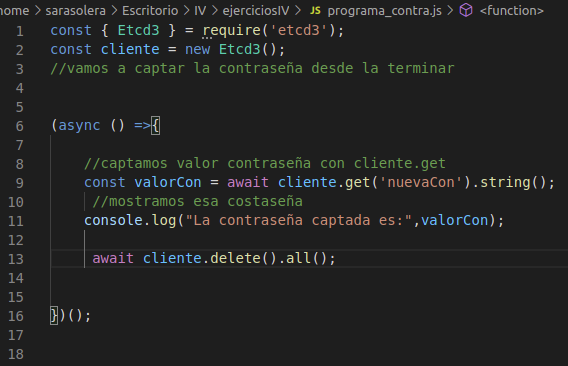 nome > sarasolera > Escritorio > IV > ejerciciosIV > JS programa_contra.js > <function>
1 const { Etcd3 } = require('etcd3');
2 const cliente = new Etcd3();
3 //vamos a captar la contraseña desde la terminar
4
5
6 (async () =>{
7
8 //captamos valor contraseña con cliente.get
9 const valorCon = await cliente.get('nuevaCon').string();
10 //mostramos esa costaseña
11 console.log("La contraseña captada es:",valorCon);
12
13 await cliente.delete().all();
14
15
16 })();
17
18